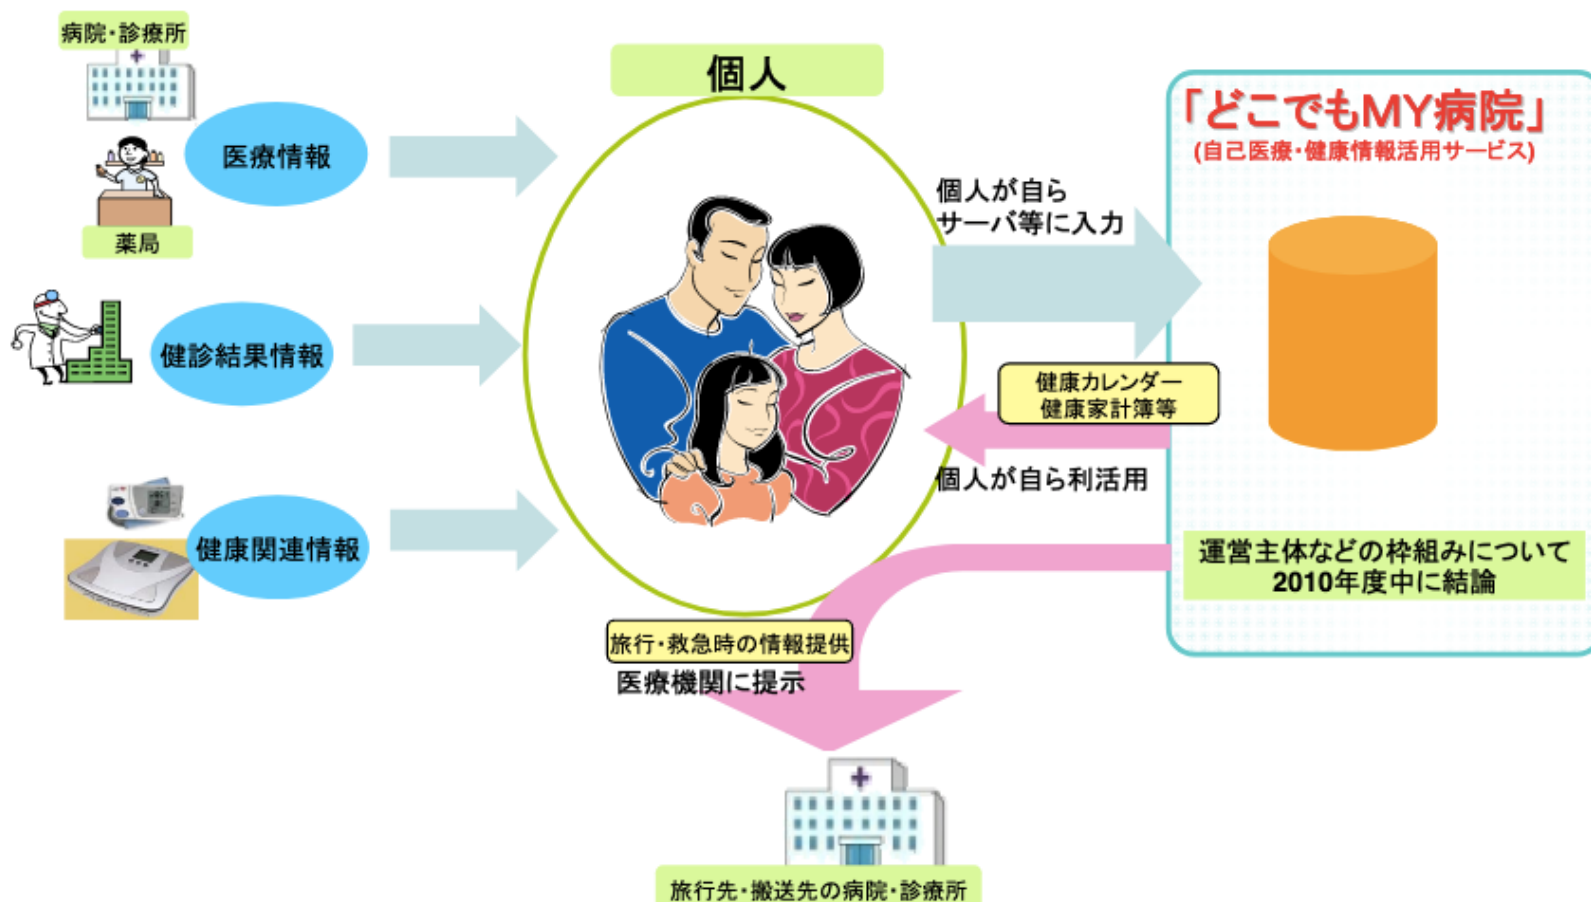 病院・診療所
医療情報
薬局
健診結果情報
健康関連情報
個人
個人が自ら
サーバ等に入力
健康カレンダー
健康家計簿等
個人が自ら利活用
「どこでもMY病院」
(自己医療・健康情報活用サービス)
運営主体などの枠組みについて
2010年度中に結論
旅行・救急時の情報提供
医療機関に提示
旅行先・搬送先の病院・診療所